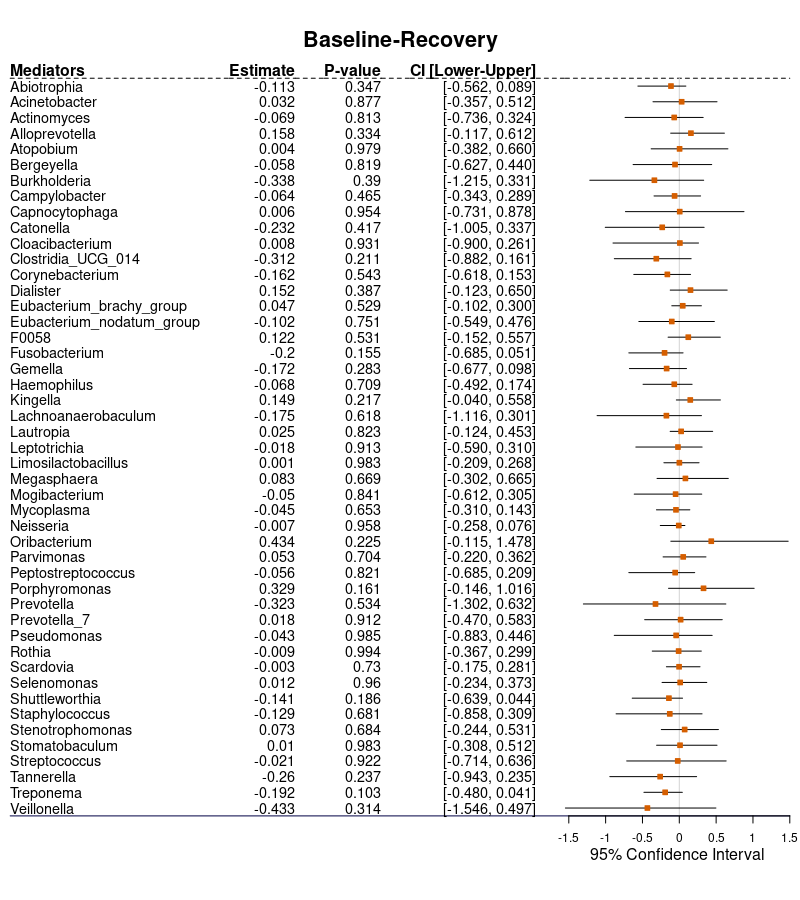 Baseline-Recovery
Mediators Estimate P-value CI [Lower-Upper]
Abiotrophia -0.113 0.347 [-0.562, 0.089]
Acinetobacter 0.032 0.877 [-0.357, 0.512]
Actinomyces -0.069 0.813 [-0.736, 0.324]
Alloprevotella 0.158 0.334 [-0.117, 0.612]
Atopobium 0.004 0.979 [-0.382, 0.660]
Bergeyella -0.058 0.819 [-0.627, 0.440]
Burkholderia -0.338 0.39 [-1.215, 0.331]
Campylobacter -0.064 0.465 [-0.343, 0.289]
Capnocytophaga 0.006 0.954 [-0.731, 0.878]
Catonella -0.232 0.417 [-1.005, 0.337]
Cloacibacterium 0.008 0.931 [-0.900, 0.261]
Clostridia_UCG_014 -0.312 0.211 [-0.882, 0.161]
Corynebacterium -0.162 0.543 [-0.618, 0.153]
Dialister 0.152 0.387 [-0.123, 0.650]
Eubacterium_brachy_group 0.047 0.529 [-0.102, 0.300]
Eubacterium_nodatum_group -0.102 0.751 [-0.549, 0.476]
F0058 0.122 0.531 [-0.152, 0.557]
Fusobacterium -0.2 0.155 [-0.685, 0.051]
Gemella -0.172 0.283 [-0.677, 0.098]
Haemophilus -0.068 0.709 [-0.492, 0.174]
Kingella 0.149 0.217 [-0.040, 0.558]
Lachnoanaerobaculum -0.175 0.618 [-1.116, 0.301]
Lautropia 0.025 0.823 [-0.124, 0.453]
Leptotrichia -0.018 0.913 [-0.590, 0.310]
Limosilactobacillus 0.001 0.983 [-0.209, 0.268]
Megasphaera 0.083 0.669 [-0.302, 0.665]
Mogibacterium -0.05 0.841 [-0.612, 0.305]
Mycoplasma -0.045 0.653 [-0.310, 0.143]
Neisseria -0.007 0.958 [-0.258, 0.076]
Oribacterium 0.434 0.225 [-0.115, 1.478]
Parvimonas 0.053 0.704 [-0.220, 0.362]
Peptostreptococcus -0.056 0.821 [-0.685, 0.209]
Porphyromonas 0.329 0.161 [-0.146, 1.016]
Prevotella -0.323 0.534 [-1.302, 0.632]
Prevotella_7 0.018 0.912 [-0.470, 0.583]
Pseudomonas -0.043 0.985 [-0.883, 0.446]
Rothia -0.009 0.994 [-0.367, 0.299]
Scardovia -0.003 0.73 [-0.175, 0.281]
Selenomonas 0.012 0.96 [-0.234, 0.373]
Shuttleworthia -0.141 0.186 [-0.639, 0.044]
Staphylococcus -0.129 0.681 [-0.858, 0.309]
Stenotrophomonas 0.073 0.684 [-0.244, 0.531]
Stomatobaculum 0.01 0.983 [-0.308, 0.512]
Streptococcus -0.021 0.922 [-0.714, 0.636]
Tannerella -0.26 0.237 [-0.943, 0.235]
Treponema -0.192 0.103 [-0.480, 0.041]
Veillonella -0.433 0.314 [-1.546, 0.497]
-1.5 -1 -0.5 0 0.5 1 1.5
95% Confidence Interval